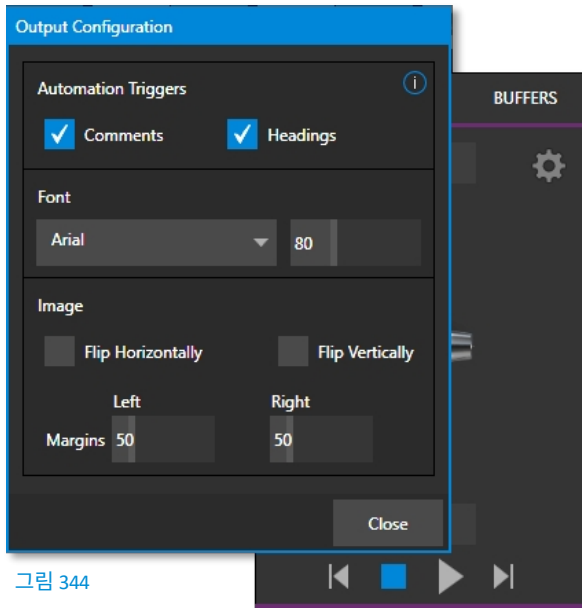 Output Configuration
Automation Triggers
Comments Headings
BUFFERS
Font
Arial 80
Image
Flip Horizontally Flip Vertically
Left Right
Margins 50 50
Close
그림 344